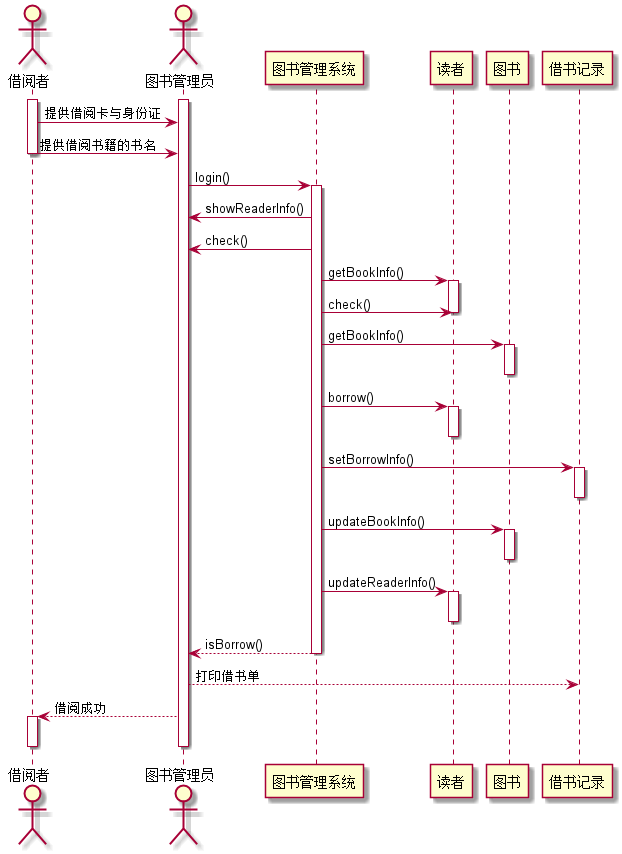 借阅者
图书管理员
图书管理系统
读者
图书
借书记录
提供借阅卡与身份证
提供借阅书籍的书名
login()
showReaderInfo()
check()
getBookInfo()
check()
getBookInfo()
borrow()
setBorrowInfo()
updateBookInfo()
updateReaderInfo()
isBorrow()
打印借书单
借阅成功
借阅者
图书管理员
图书管理系统
读者
图书
借书记录